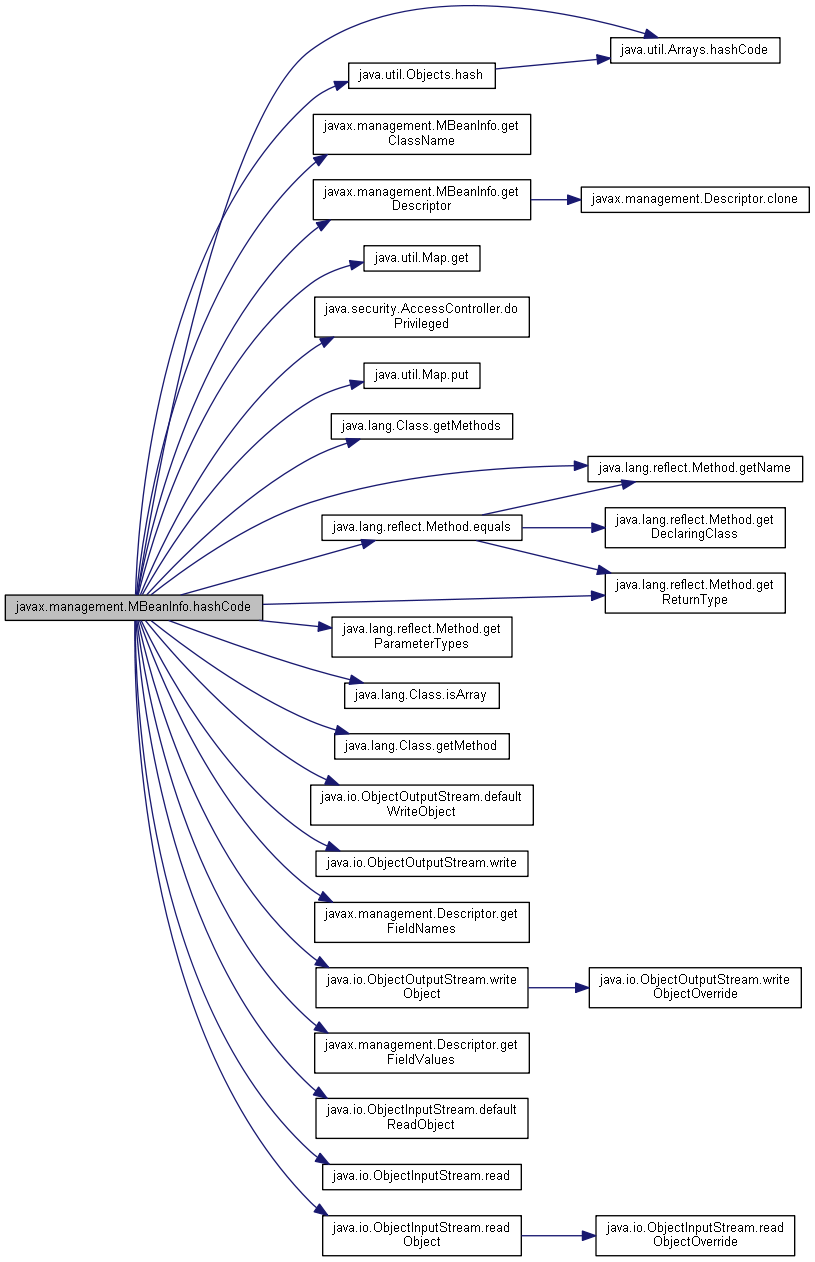 java.util.Arrays.hashCode
java.util.Objects.hash
javax.management.MBeanInfo.get
ClassName
javax.management.MBeanInfo.get
Descriptor
javax.management.Descriptor.clone
java.util.Map.get
java.security.AccessController.do
Privileged
java.util.Map.put
java.lang.Class.getMethods
java.lang.reflect.Method.getName
java.lang.reflect.Method.equals
java.lang.reflect.Method.get
DeclaringClass
java.lang.reflect.Method.get
ReturnType
javax.management.MBeanInfo.hashCode
java.lang.reflect.Method.get
ParameterTypes
java.lang.Class.isArray
java.lang.Class.getMethod
java.io.ObjectOutputStream.default
WriteObject
java.io.ObjectOutputStream.write
javax.management.Descriptor.get
FieldNames
java.io.ObjectOutputStream.write
Object
java.io.ObjectOutputStream.write
ObjectOverride
javax.management.Descriptor.get
FieldValues
java.io.ObjectInputStream.default
ReadObject
java.io.ObjectInputStream.read
java.io.ObjectInputStream.read
Object
java.io.ObjectInputStream.read
ObjectOverride